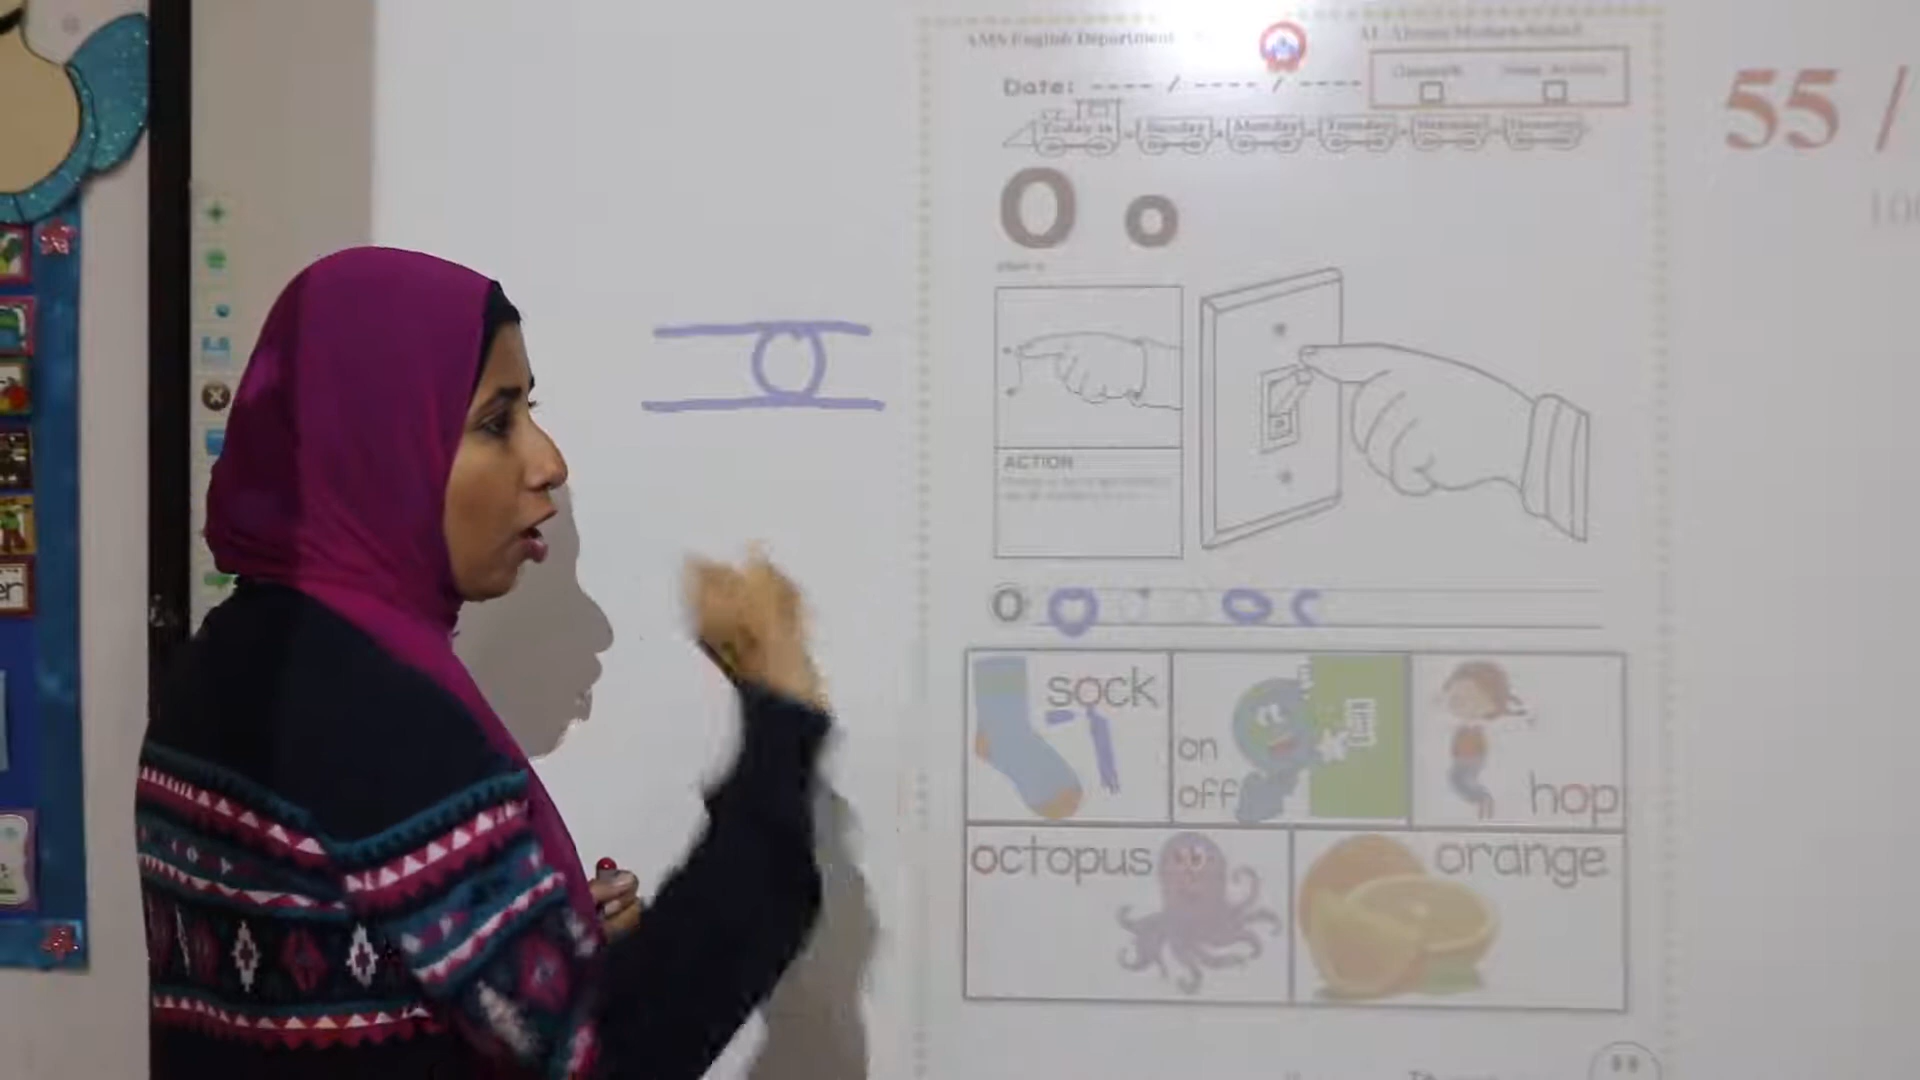 AMS English Department
Date: ---- / ---- / ----
55 /
Today is Sunday Monday Tuesday
O o
ACTION
o
o
sock
on
off
hop
octopus
orange